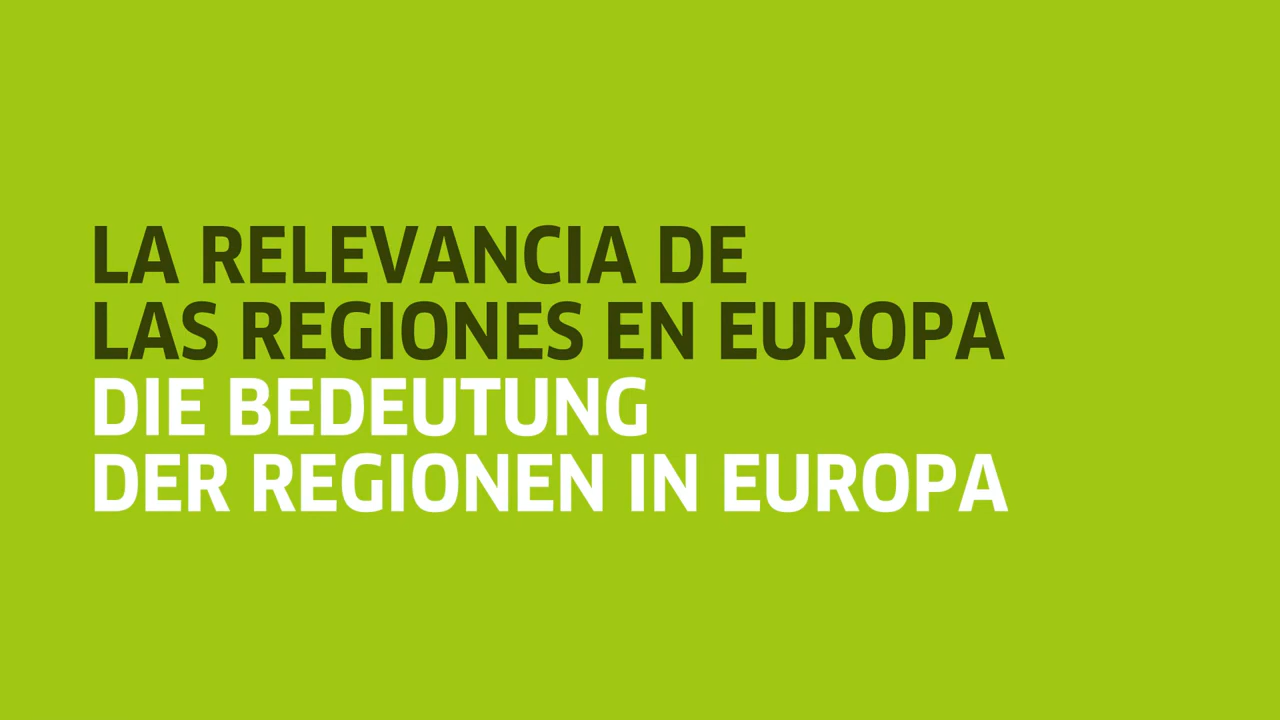 LA RELEVANCIA DE
LAS REGIONES EN EUROPA
DIE BEDEUTUNG
DER REGIONEN IN EUROPA